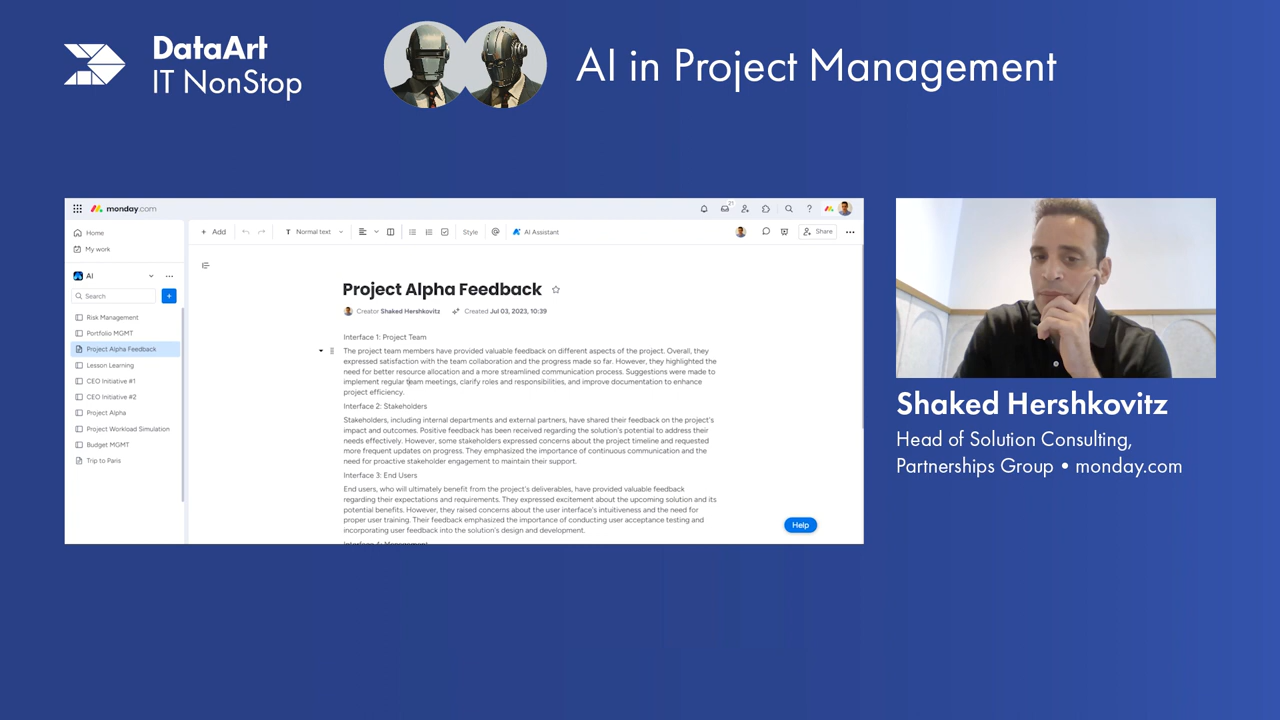 DataArt
IT NonStop
AI in Project Management
monday.com
21
?
Home
My work
AI
Search
+
Risk Management
Portfolio MGMT
Project Alpha Feedback
Lesson Learning
CEO Initiative #1
CEO Initiative #2
Project Alpha
Project Workload Simulation
Budget MGMT
Trip to Paris
+ Add
T Normal text
Style
@
AI Assistant
Share
Project Alpha Feedback
Creator Shaked Hershkovitz Created Jul 03, 2023, 10:39
Interface 1: Project Team
The project team members have provided valuable feedback on different aspects of the project. Overall, they
expressed satisfaction with the team collaboration and the progress made so far. However, they highlighted the
need for better resource allocation and a more streamlined communication process. Suggestions were made to
implement regular team meetings, clarify roles and responsibilities, and improve documentation to enhance
project efficiency.
Interface 2: Stakeholders
Stakeholders, including internal departments and external partners, have shared their feedback on the project's
impact and outcomes. Positive feedback has been received regarding the solution's potential to address their
needs effectively. However, some stakeholders expressed concerns about the project timeline and requested
more frequent updates on progress. They emphasized the importance of continuous communication and the
need for proactive stakeholder engagement to maintain their support.
Interface 3: End Users
End users, who will ultimately benefit from the project's deliverables, have provided valuable feedback
regarding their expectations and requirements. They expressed excitement about the upcoming solution and its
potential benefits. However, they raised concerns about the user interface's intuitiveness and the need for
proper user training. Their feedback emphasized the importance of conducting user acceptance testing and
incorporating user feedback into the solution's design and development.
Interface 4: Management
Help
Shaked Hershkovitz
Head of Solution Consulting,
Partnerships Group • monday.com